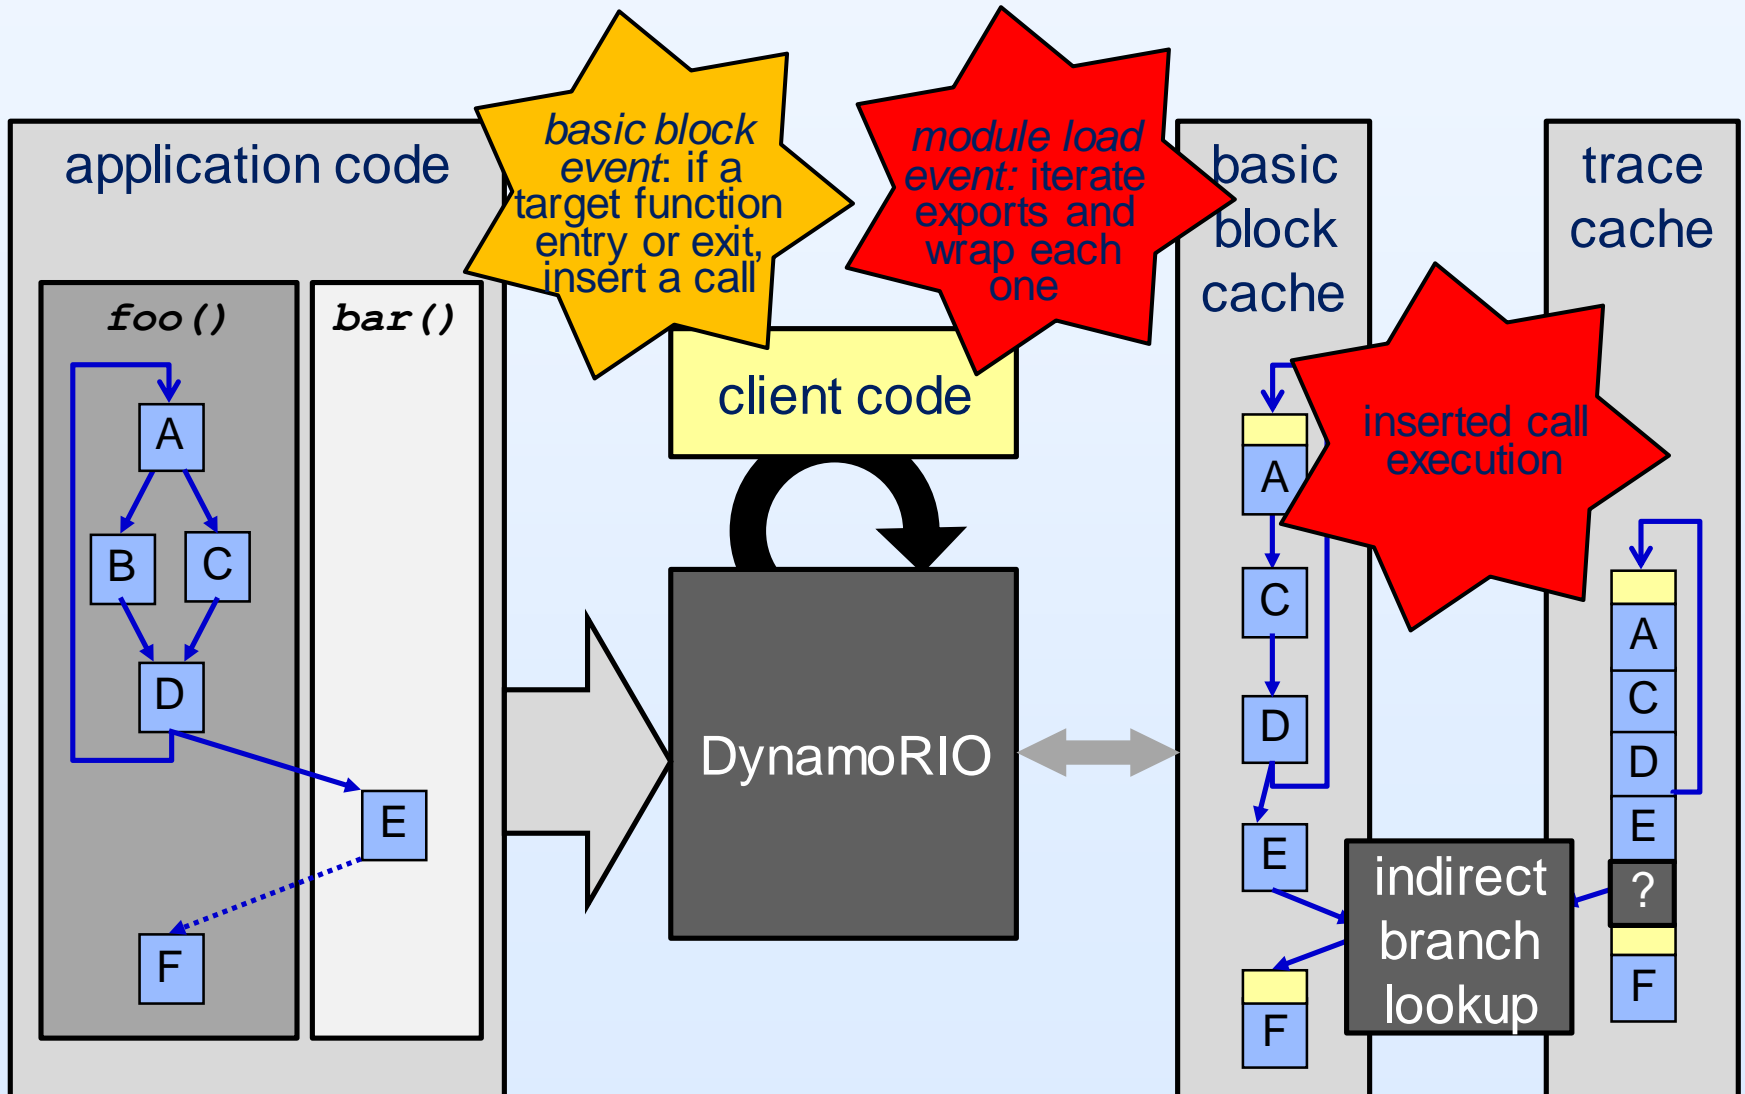 application code
foo()
bar()
A
B
C
D
E
F
basic block
event: if a
target function
entry or exit,
insert a call
module load
event: iterate
exports and
wrap each
one
client code
DynamoRIO
basic
block
cache
A
C
D
E
F
inserted call
execution
indirect
branch
lookup
trace
cache
A
C
D
E
?
F